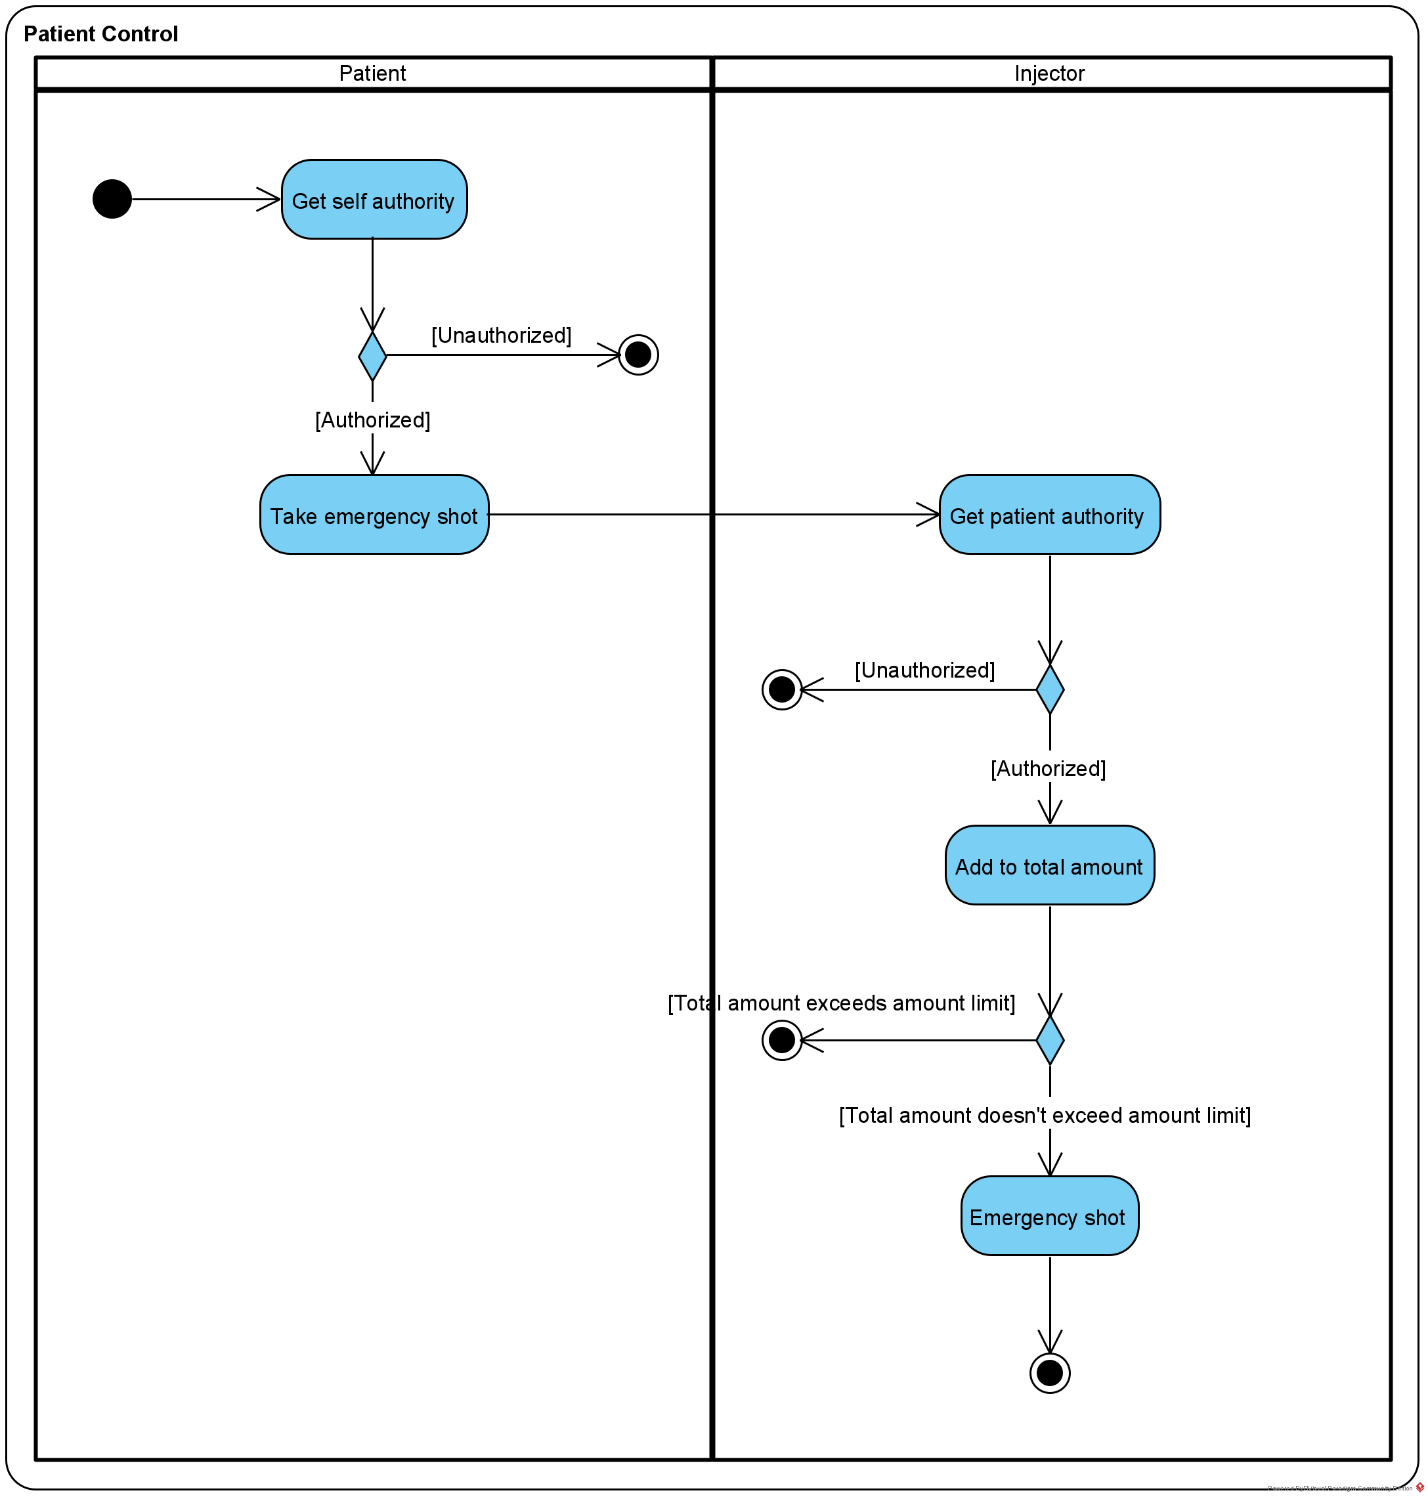 Patient Control
Patient
Injector
Get self authority
[Unauthorized]
[Authorized]
Take emergency shot
Get patient authority
[Unauthorized]
[Authorized]
Add to total amount
[Total amount exceeds amount limit]
[Total amount doesn't exceed amount limit]
Emergency shot